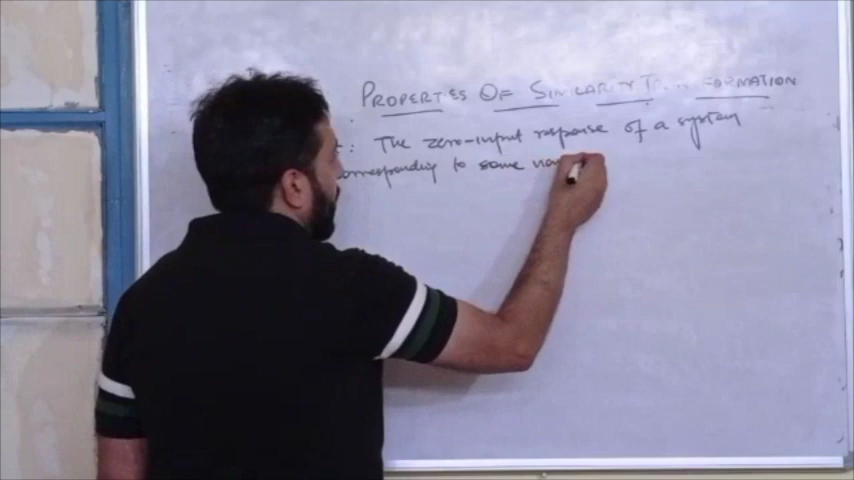 PROPERTIES OF SIMILARITY TRANSFORMATION
: The zero-input response of a system
corresponding to some